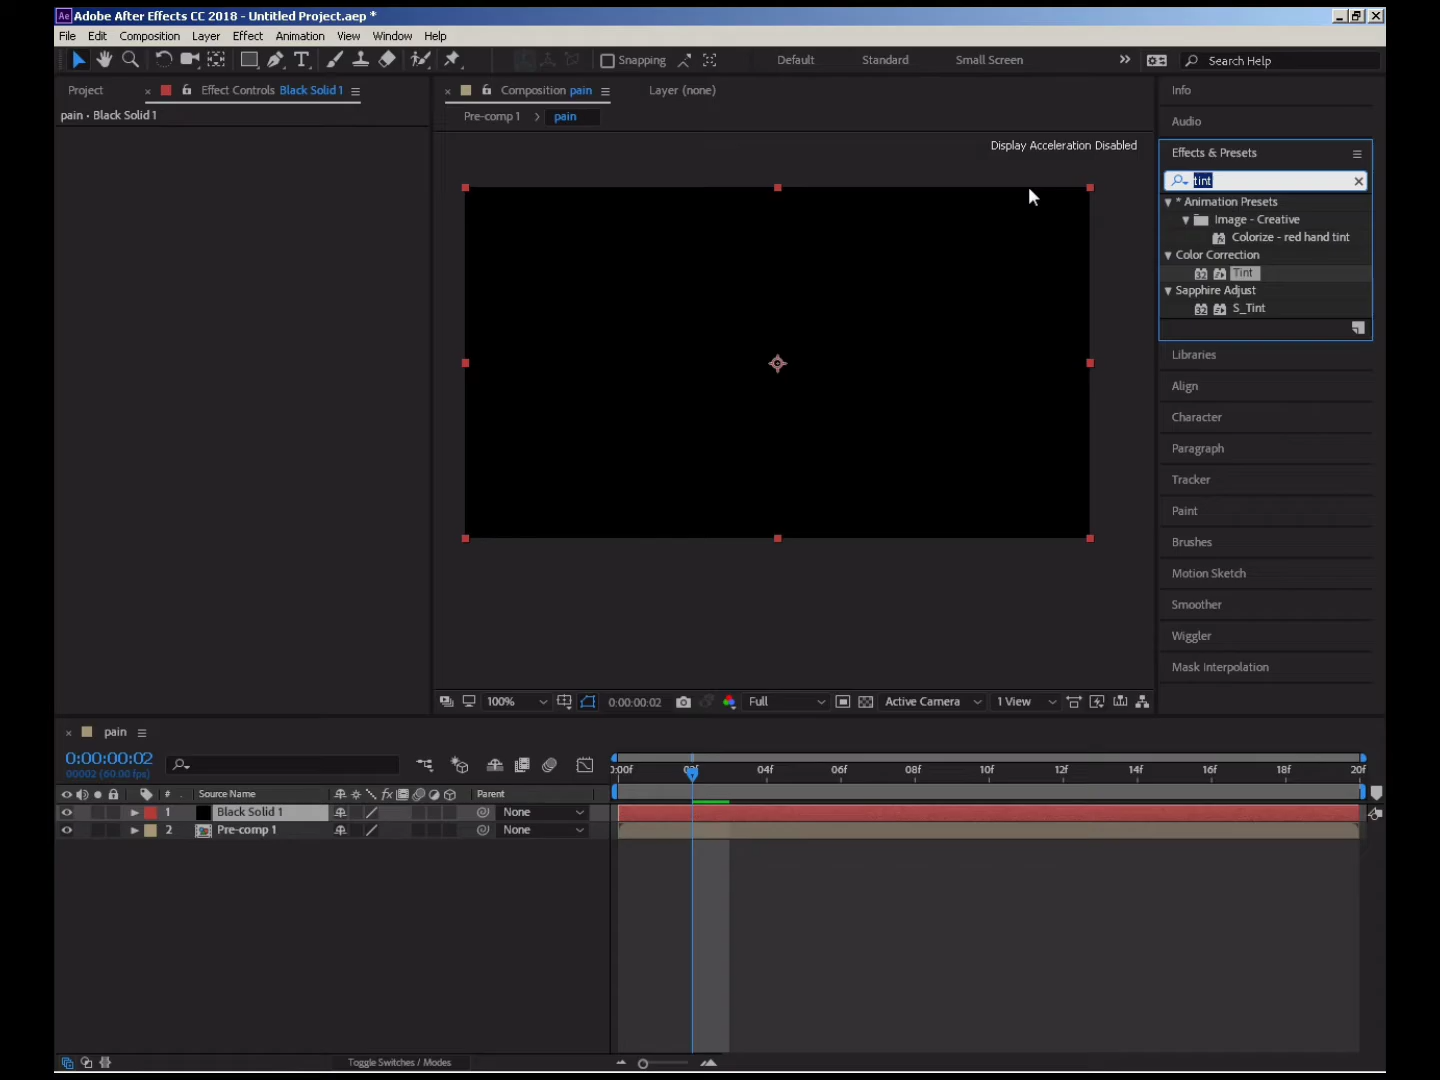 Adobe After Effects CC 2018 - Untitled Project.aep *
File Edit Composition Layer Effect Animation View Window Help
Snapping Default Standard Small Screen Search Help
Project Effect Controls Black Solid 1
pain • Black Solid 1
Composition pain Layer (none)
Pre-comp 1 pain
Display Acceleration Disabled
Info
Audio
Effects & Presets
tint
* Animation Presets
Image - Creative
Colorize - red hand tint
Color Correction
Tint
Sapphire Adjust
S_Tint
Libraries
Align
Character
Paragraph
Tracker
Paint
Brushes
Motion Sketch
Smoother
Wiggler
Mask Interpolation
100% 0:00:00:02 Full Active Camera 1 View
pain
0:00:00:02
00002 (60.00 fps)
02f 04f 06f 08f 10f 12f 14f 16f 18f 20f
# Source Name Parent
1 Black Solid 1 None
2 Pre-comp 1 None
Toggle Switches / Modes